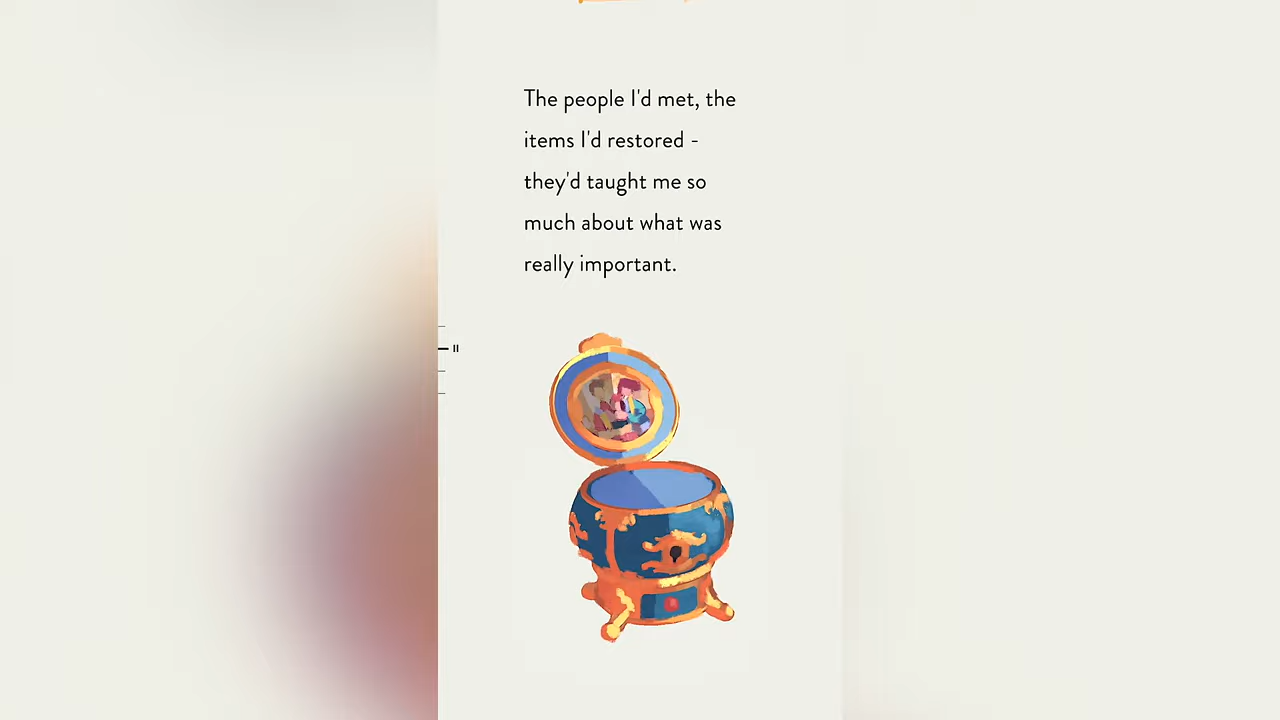 The people I'd met, the
items I'd restored -
they'd taught me so
much about what was
really important.